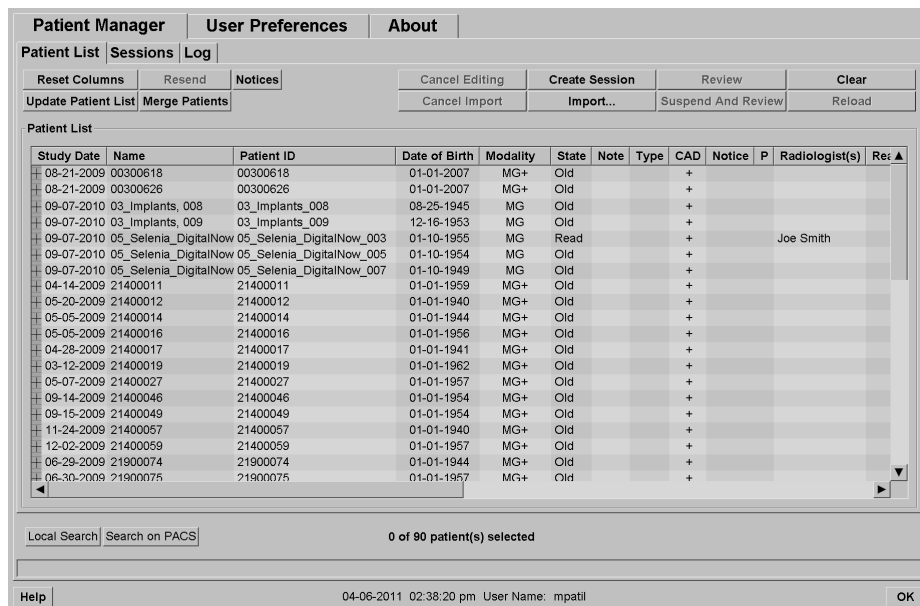 Patient Manager User Preferences About
Patient List Sessions Log
Reset Columns Resend Notices Cancel Editing Create Session Review Clear
Update Patient List Merge Patients Cancel Import Import... Suspend And Review Reload
Patient List
Study Date Name Patient ID Date of Birth Modality State Note Type CAD Notice P Radiologist(s) Rea
08-21-2009 00300618 00300618 01-01-2007 MG+ Old +
08-21-2009 00300626 00300626 01-01-2007 MG+ Old +
09-07-2010 03_Implants, 008 03_Implants_008 08-25-1945 MG Old +
09-07-2010 03_Implants, 009 03_Implants_009 12-16-1953 MG Old +
09-07-2010 05_Selenia_DigitalNow 05_Selenia_DigitalNow_003 01-10-1955 MG Read + Joe Smith
09-07-2010 05_Selenia_DigitalNow 05_Selenia_DigitalNow_005 01-10-1954 MG Old +
09-07-2010 05_Selenia_DigitalNow 05_Selenia_DigitalNow_007 01-10-1949 MG Old +
04-14-2009 21400011 21400011 01-01-1959 MG+ Old +
05-20-2009 21400012 21400012 01-01-1940 MG+ Old +
05-05-2009 21400014 21400014 01-01-1944 MG+ Old +
05-05-2009 21400016 21400016 01-01-1956 MG+ Old +
04-28-2009 21400017 21400017 01-01-1941 MG+ Old +
03-12-2009 21400019 21400019 01-01-1962 MG+ Old +
05-07-2009 21400027 21400027 01-01-1957 MG+ Old +
09-14-2009 21400046 21400046 01-01-1954 MG+ Old +
09-15-2009 21400049 21400049 01-01-1954 MG+ Old +
11-24-2009 21400057 21400057 01-01-1940 MG+ Old +
12-02-2009 21400059 21400059 01-01-1957 MG+ Old +
06-29-2009 21900074 21900074 01-01-1944 MG+ Old +
06-30-2009 21900075 21900075 01-01-1957 MG+ Old +
Local Search Search on PACS 0 of 90 patient(s) selected
Help 04-06-2011 02:38:20 pm User Name: mpatil OK